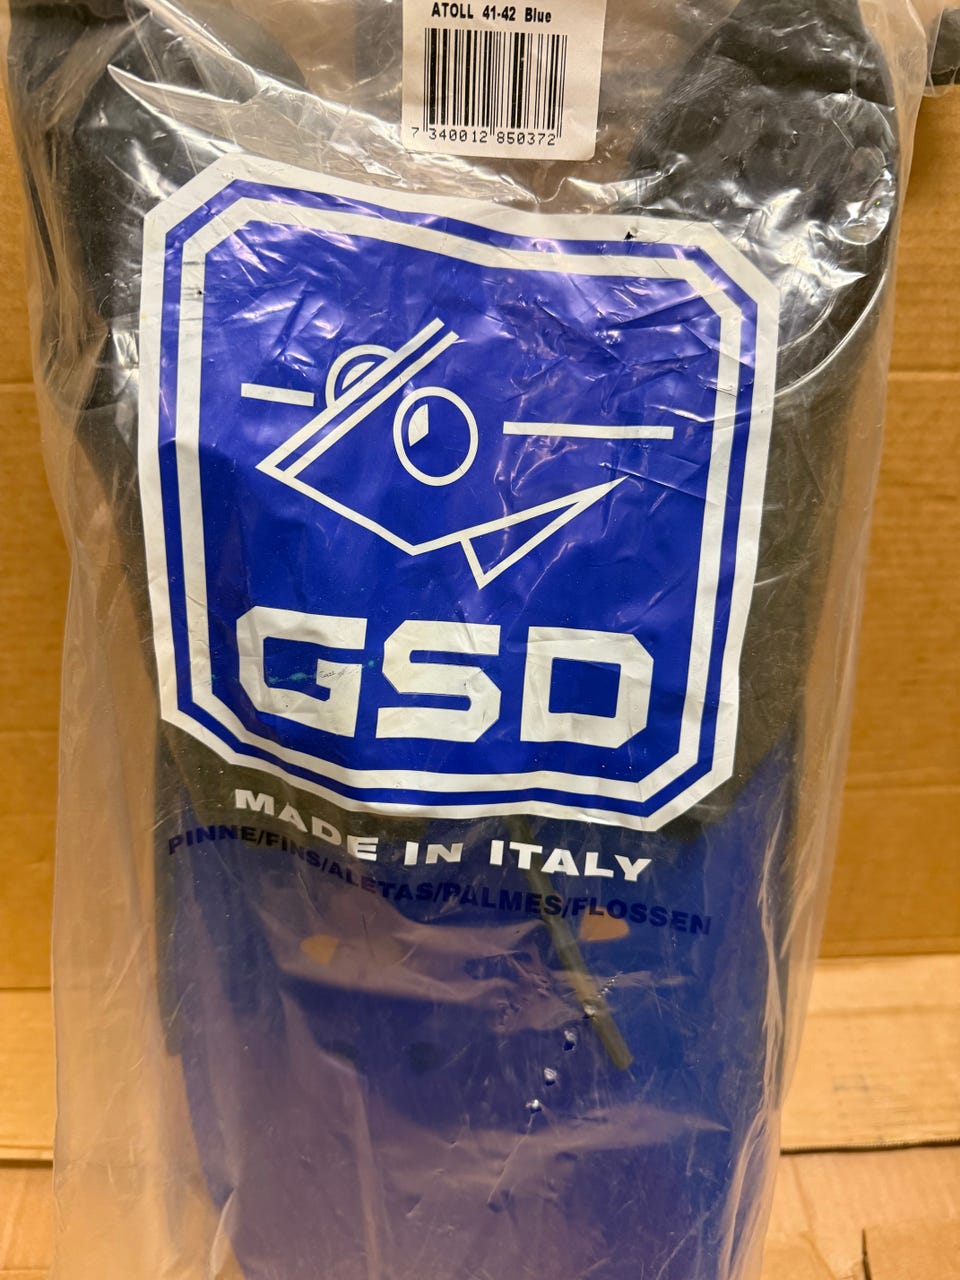 ATOLL 41-42 Blue
7 340012 850372
GSD
MADE IN ITALY
PINNE/FINS/ALETAS/PALMES/FLOSSEN